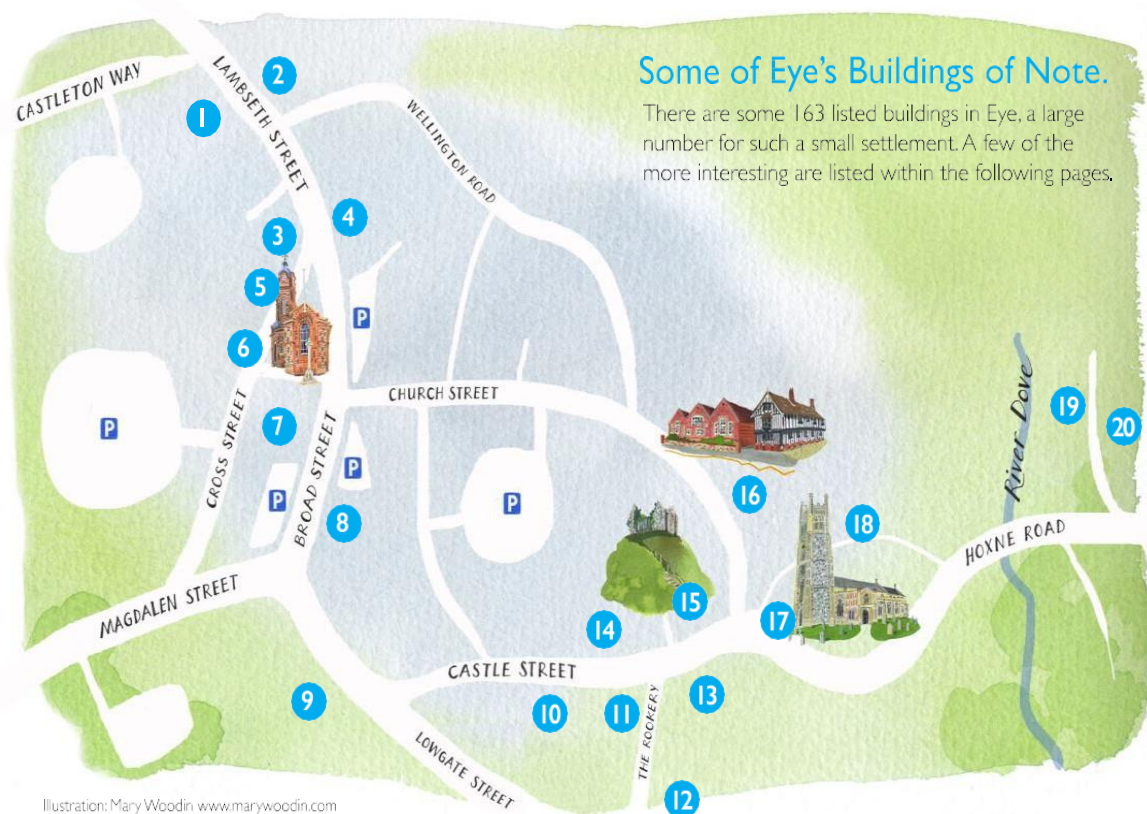 Some of Eye's Buildings of Note.
There are some 163 listed buildings in Eye, a large
number for such a small settlement. A few of the
more interesting are listed within the following pages.
CASTLETON WAY
LAMBSETH STREET
WELLINGTON ROAD
1
2
3
4
5
6
7
8
P
P
P
P
P
CHURCH STREET
CROSS STREET
BROAD STREET
MAGDALEN STREET
CASTLE STREET
LOWGATE STREET
THE ROOKERY
HOXNE ROAD
River Dove
9
10
11
12
13
14
15
16
17
18
19
20
Illustration: Mary Woodin www.marywoodin.com